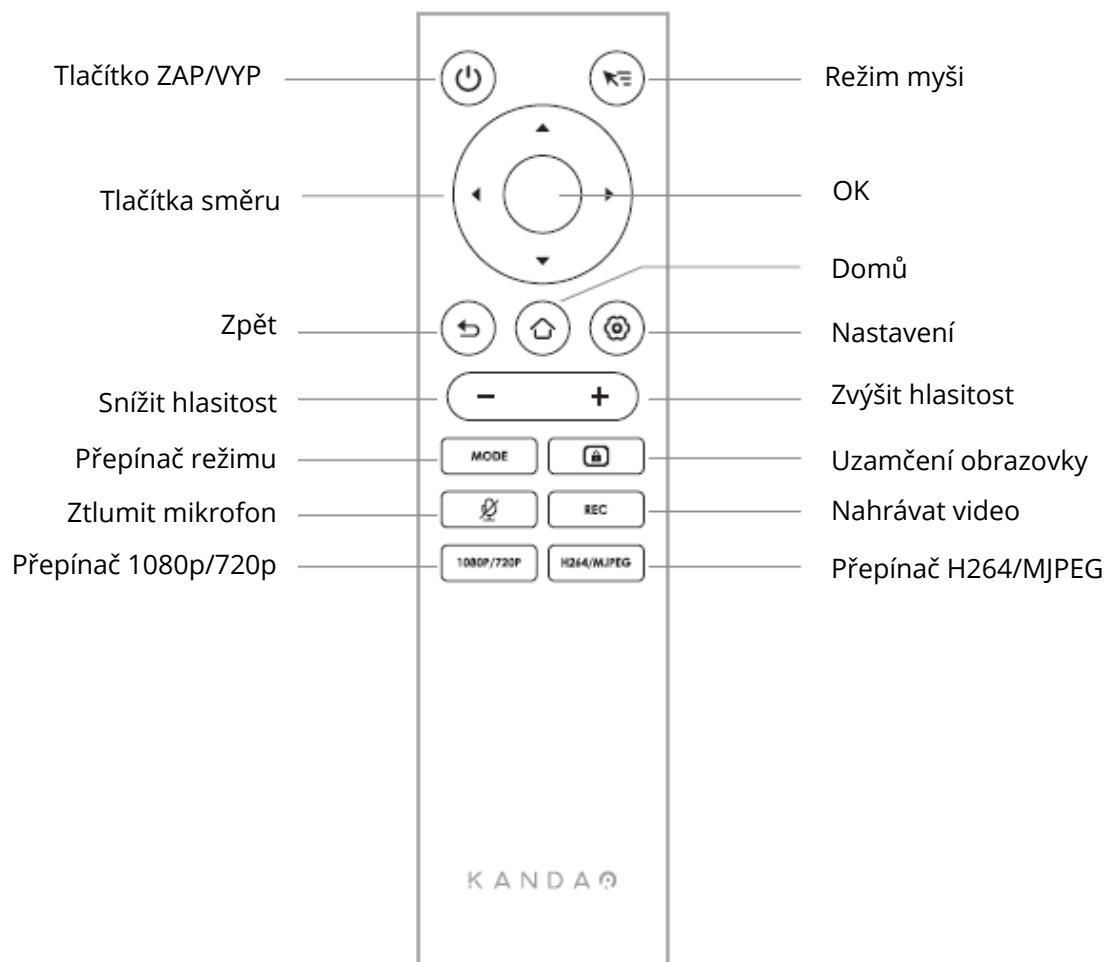 Tlačítko ZAP/VYP
Režim myši
Tlačítka směru
OK
Domů
Zpět
Nastavení
Snížit hlasitost
Zvýšit hlasitost
Přepínač režimu
MODE
Uzamčení obrazovky
Ztlumit mikrofon
REC
Nahrávat video
Přepínač 1080p/720p
1080P/720P
H264/MJPEG
Přepínač H264/MJPEG
KANDAO